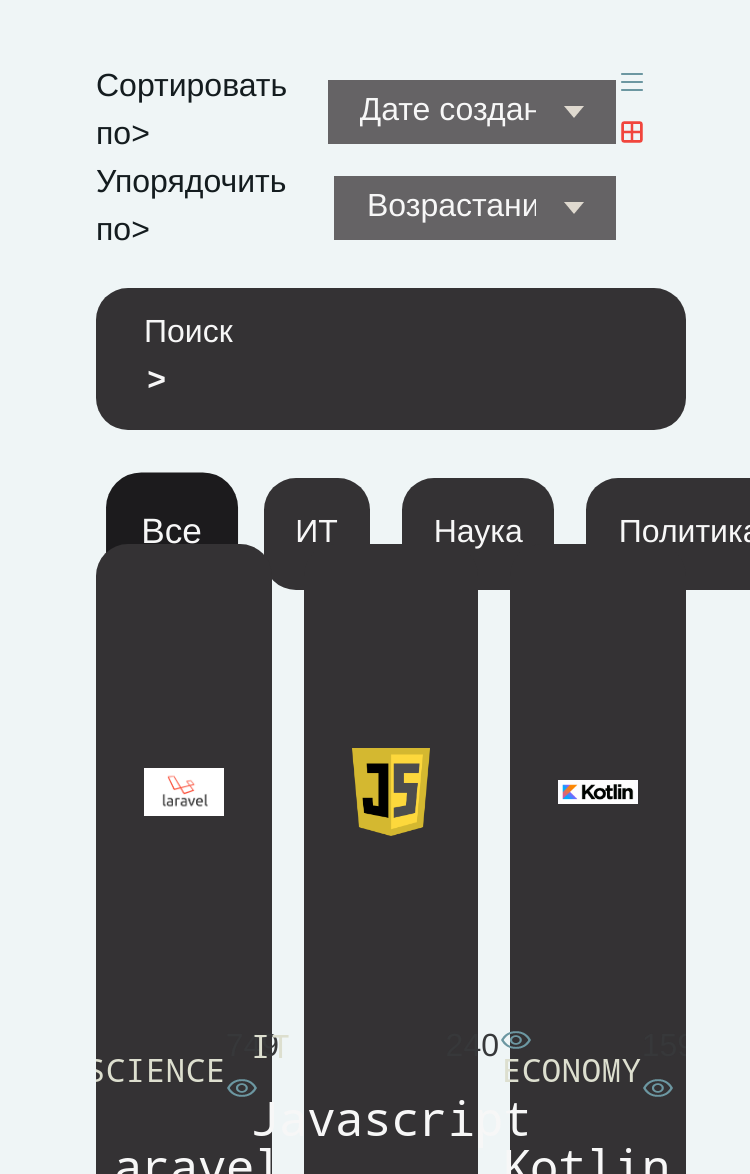 Сортировать
по>
Дате создан
Упорядочить
по>
Возрастани
Поиск
>
Все
ИТ
Наука
Политика
laravel
JS
Kotlin
749
IT
240
159
SCIENCE
ECONOMY
Javascript
aravel
Kotlin